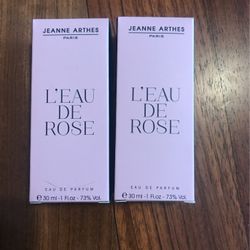 JEANNE ARTHES
PARIS
L'EAU
DE
ROSE
EAU DE PARFUM
℮ 30 ml - 1 Fl.oz - 73% Vol.
JEANNE ARTHES
PARIS
L'EAU
DE
ROSE
EAU DE PARFUM
℮ 30 ml - 1 Fl.oz - 73% Vol.